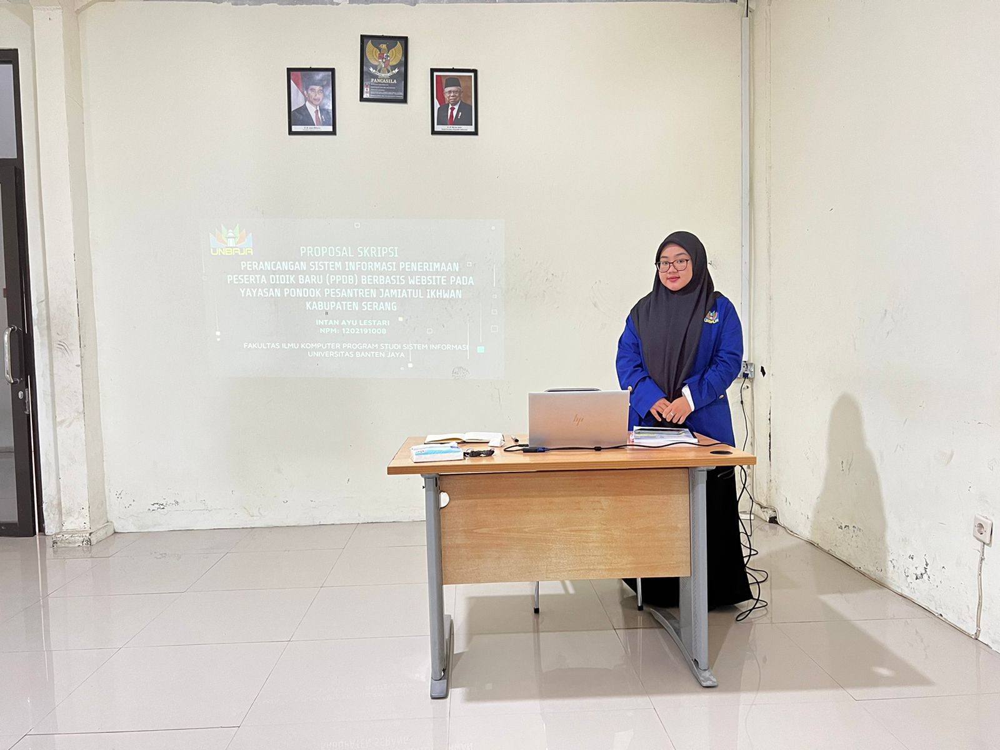 PANCASILA
UNBAJA
PROPOSAL SKRIPSI
PERANCANGAN SISTEM INFORMASI PENERIMAAN
PESERTA DIDIK BARU (PPDB) BERBASIS WEBSITE PADA
YAYASAN PONDOK PESANTREN JAMIATUL IKHWAN
KABUPATEN SERANG
INTAN AYU LESTARI
NPM: 1202191008
FAKULTAS ILMU KOMPUTER PROGRAM STUDI SISTEM INFORMASI
UNIVERSITAS BANTEN JAYA
UNBAJA
hp